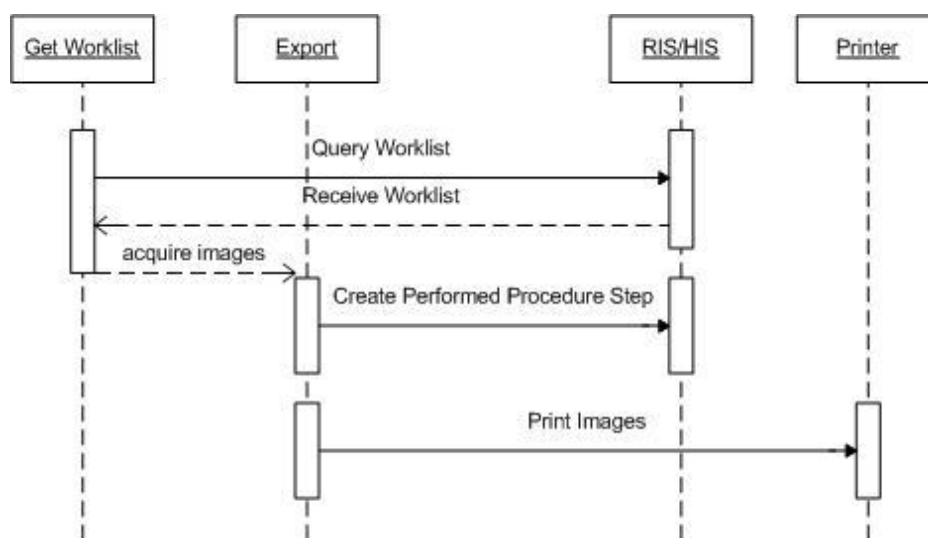 Get Worklist
Export
RIS/HIS
Printer
Query Worklist
Receive Worklist
acquire images
Create Performed Procedure Step
Print Images